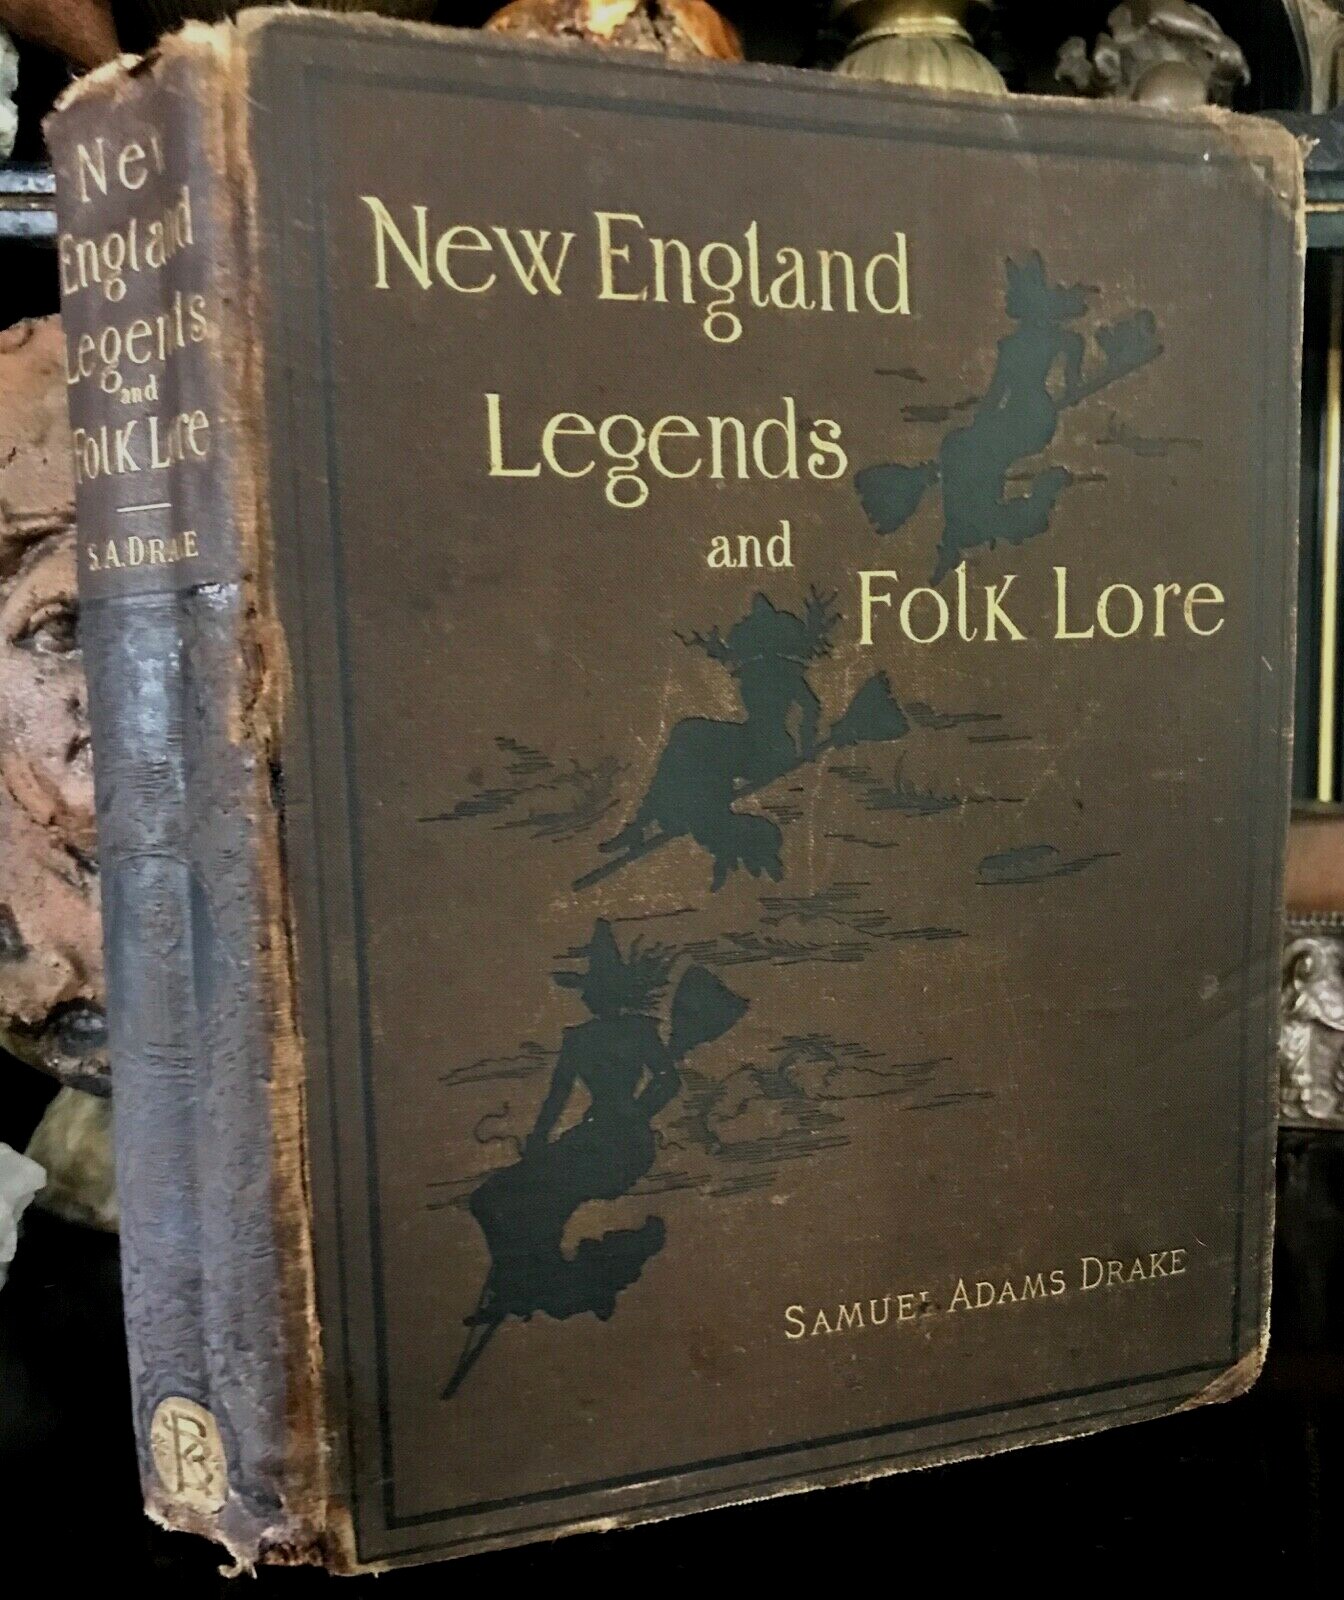 New
England
Legends
and
Folk Lore
S.A. DRAKE
New England
Legends
and
Folk Lore
SAMUEL ADAMS DRAKE